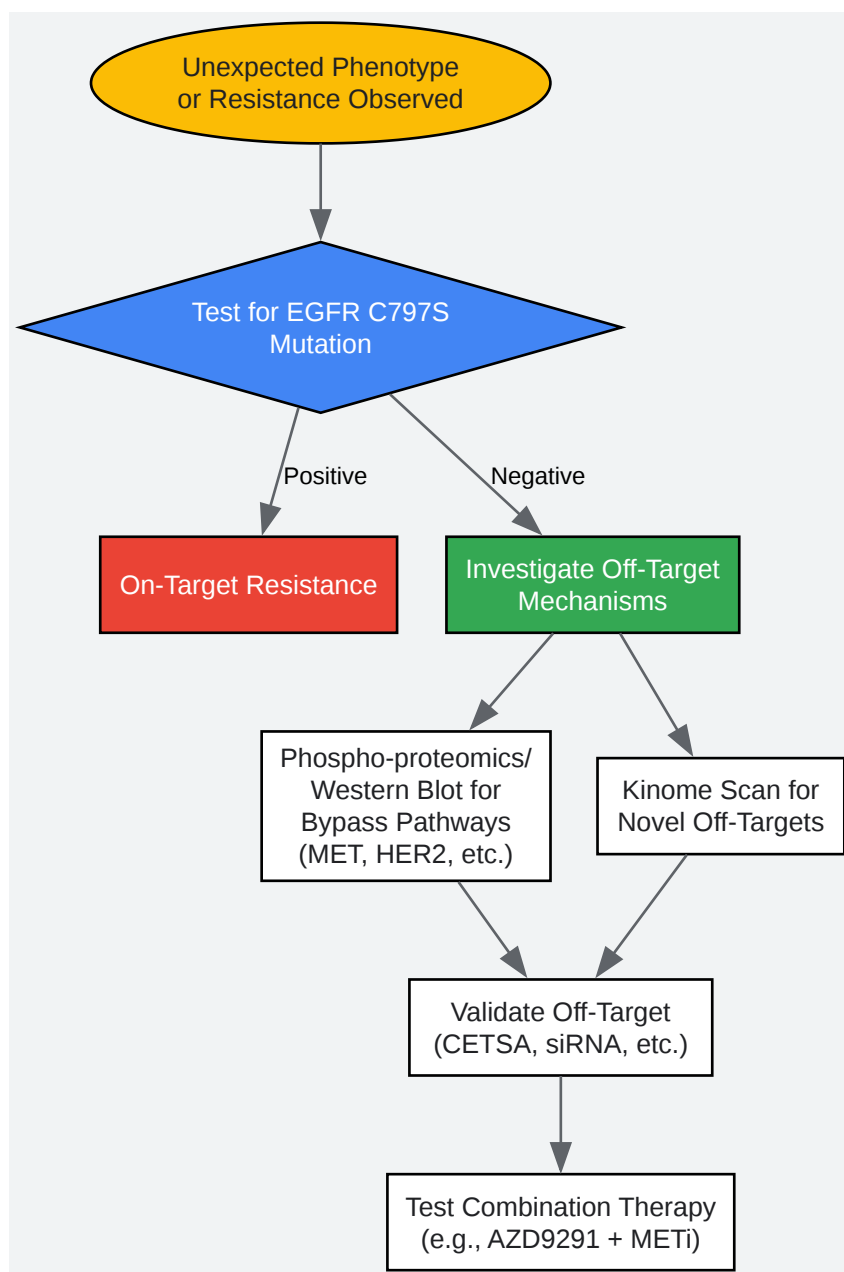 Unexpected Phenotype
or Resistance Observed
Test for EGFR C797S
Mutation
Positive
Negative
On-Target Resistance
Investigate Off-Target
Mechanisms
Phospho-proteomics/
Western Blot for
Bypass Pathways
(MET, HER2, etc.)
Kinome Scan for
Novel Off-Targets
Validate Off-Target
(CETSA, siRNA, etc.)
Test Combination Therapy
(e.g., AZD9291 + METi)